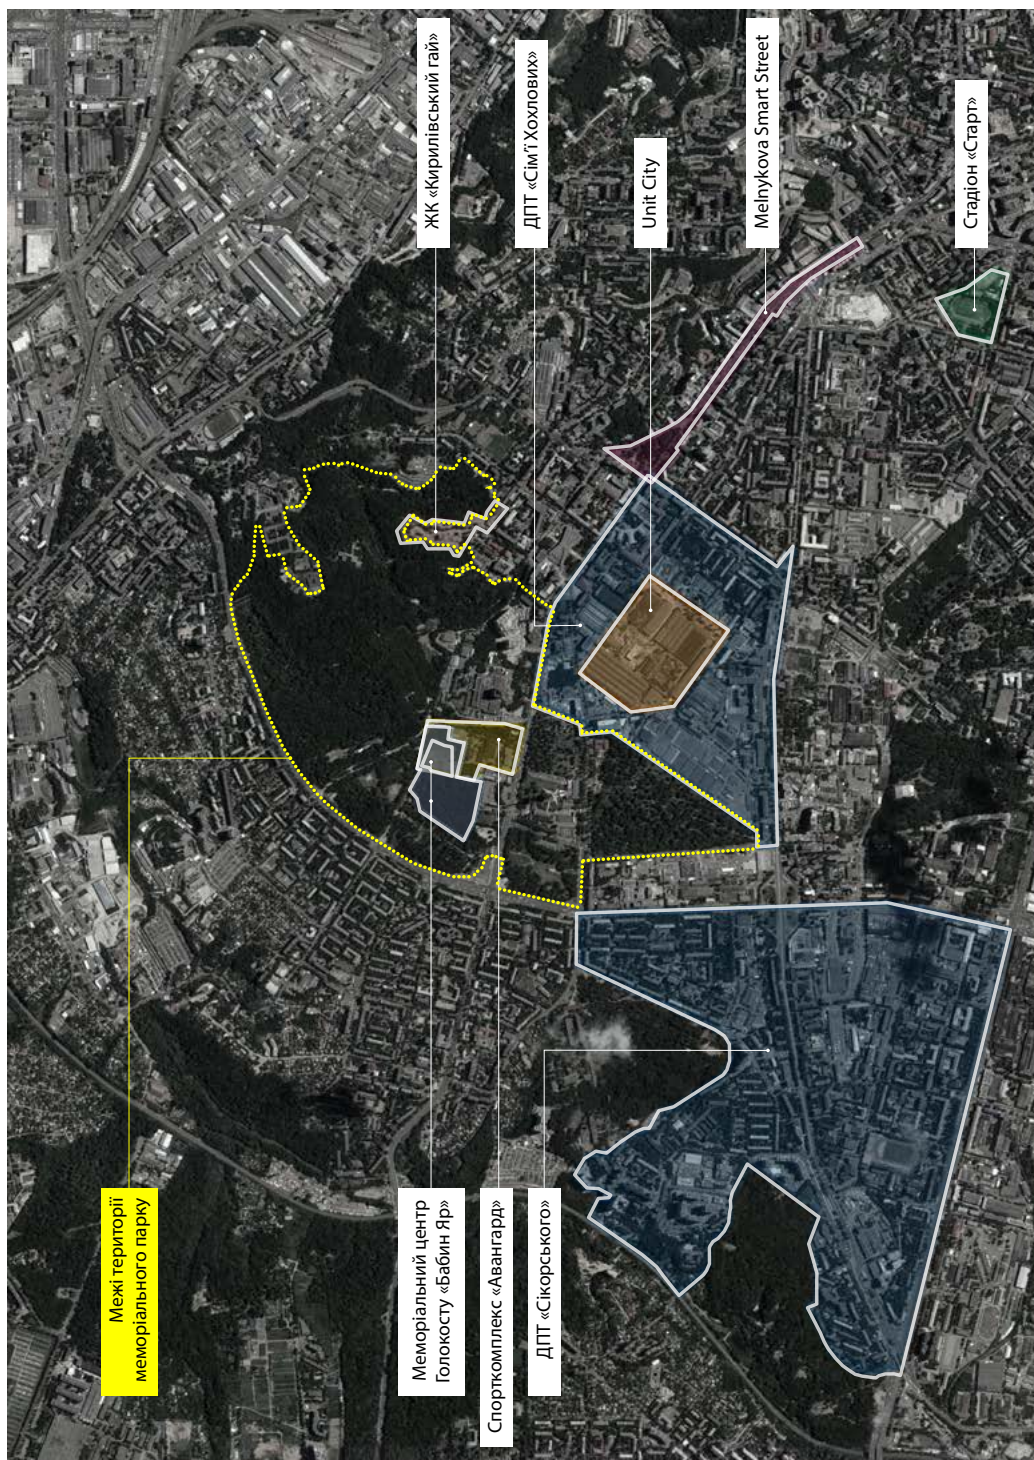 Межі території
меморіального парку
Меморіальний центр
Голокосту «Бабин Яр»
Спорткомплекс «Авангард»
ДПТ «Сікорського»
ЖК «Кирилівський гай»
ДПТ «Сім’ї Хохлових»
Unit City
Melnykova Smart Street
Стадіон «Старт»